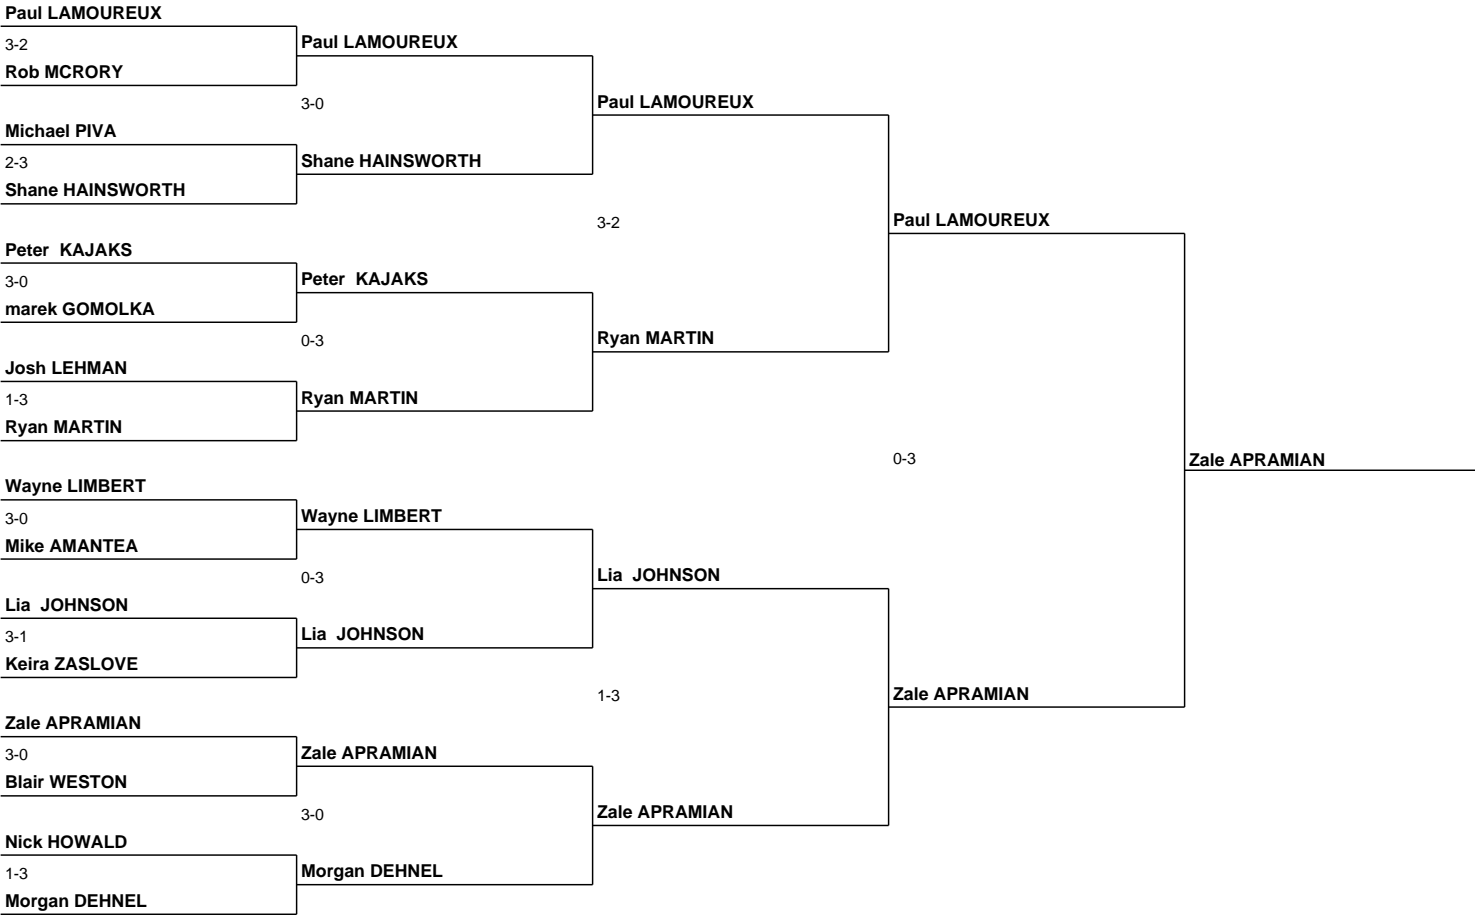 Paul LAMOUREUX
3-2
Rob MCRORY
Michael PIVA
2-3
Shane HAINSWORTH
Peter  KAJAKS
3-0
marek GOMOLKA
Josh LEHMAN
1-3
Ryan MARTIN
Wayne LIMBERT
3-0
Mike AMANTEA
Lia  JOHNSON
3-1
Keira ZASLOVE
Zale APRAMIAN
3-0
Blair WESTON
Nick HOWALD
1-3
Morgan DEHNEL
Paul LAMOUREUX
3-0
Shane HAINSWORTH
Peter  KAJAKS
0-3
Ryan MARTIN
Wayne LIMBERT
0-3
Lia  JOHNSON
Zale APRAMIAN
3-0
Morgan DEHNEL
Paul LAMOUREUX
3-2
Ryan MARTIN
Lia  JOHNSON
1-3
Zale APRAMIAN
Paul LAMOUREUX
0-3
Zale APRAMIAN
Zale APRAMIAN